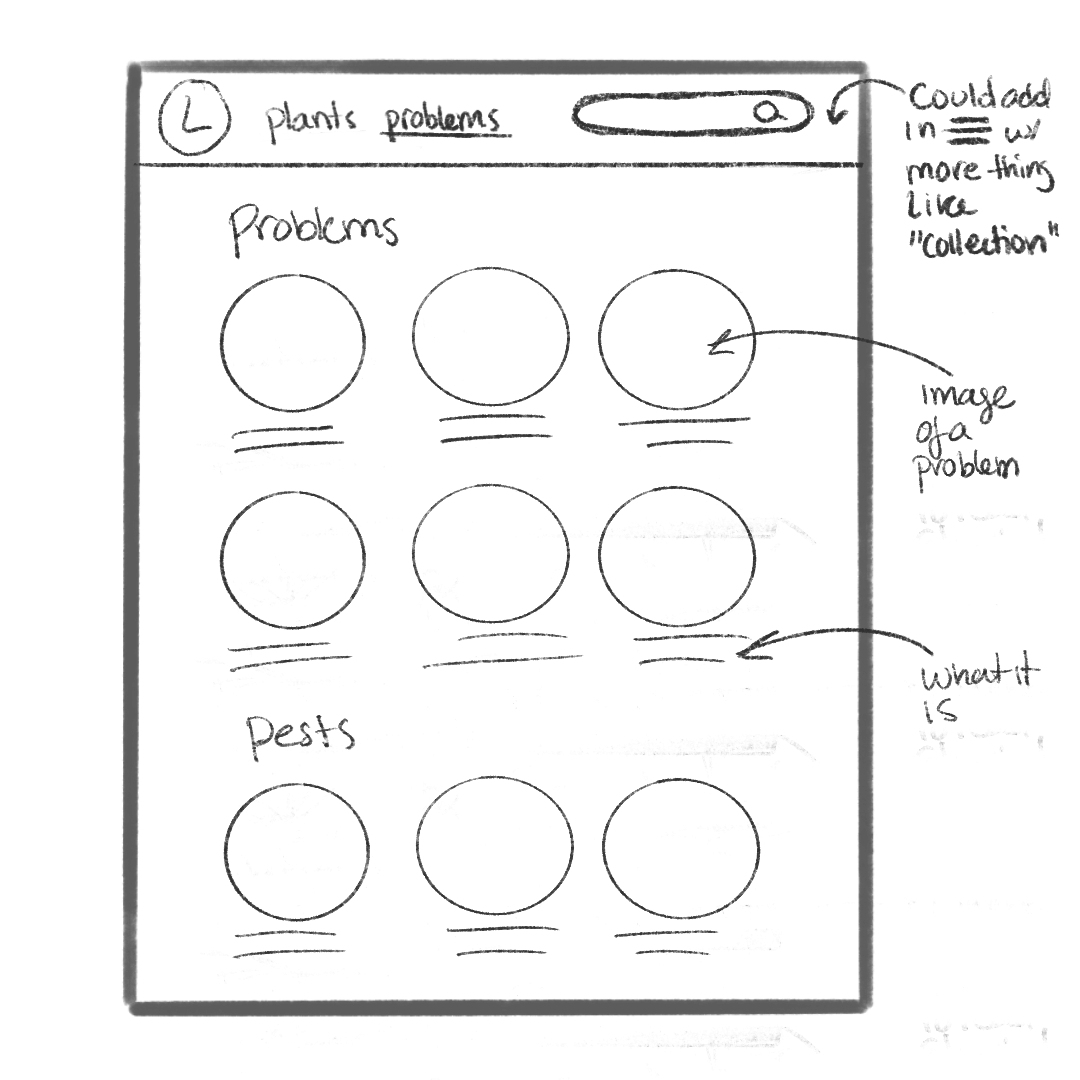 L plants problems
Could add
in ☰ w/
more thing
like
"collection"
Problems
image
of a
problem
what it
is
Pests